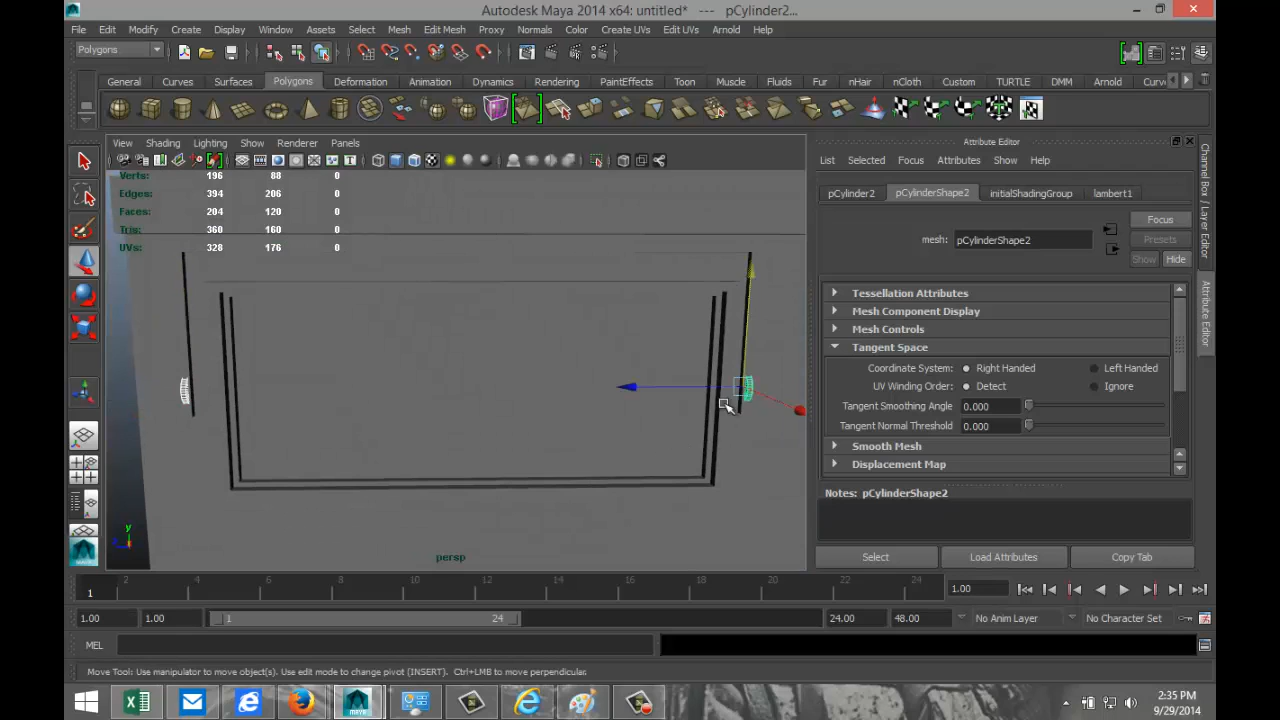 Autodesk Maya 2014 x64: untitled* --- pCylinder2...
File Edit Modify Create Display Window Assets Select Mesh Edit Mesh Proxy Normals Color Create UVs Edit UVs Arnold Help
Polygons
General Curves Surfaces Polygons Deformation Animation Dynamics Rendering PaintEffects Toon Muscle Fluids Fur nHair nCloth Custom TURTLE DMM Arnold Curv
View Shading Lighting Show Renderer Panels
Attribute Editor
List Selected Focus Attributes Show Help
Verts: 196 88 0
Edges: 394 206 0
Faces: 204 120 0
Tris: 360 160 0
UVs: 328 176 0
pCylinder2 pCylinderShape2 initialShadingGroup lambert1
Focus
mesh: pCylinderShape2
Presets
Show Hide
Tessellation Attributes
Mesh Component Display
Mesh Controls
Tangent Space
Coordinate System: Right Handed Left Handed
UV Winding Order: Detect Ignore
Tangent Smoothing Angle 0.000
Tangent Normal Threshold 0.000
Smooth Mesh
Displacement Map
Notes: pCylinderShape2
Select Load Attributes Copy Tab
Channel Box / Layer Editor
Attribute Editor
y
persp
2 4 6 8 10 12 14 16 18 20 22 24
1
1.00
1.00 1.00 1 24 24.00 48.00 No Anim Layer No Character Set
MEL
Move Tool: Use manipulator to move object(s). Use edit mode to change pivot (INSERT). Ctrl+LMB to move perpendicular.
2:35 PM
9/29/2014